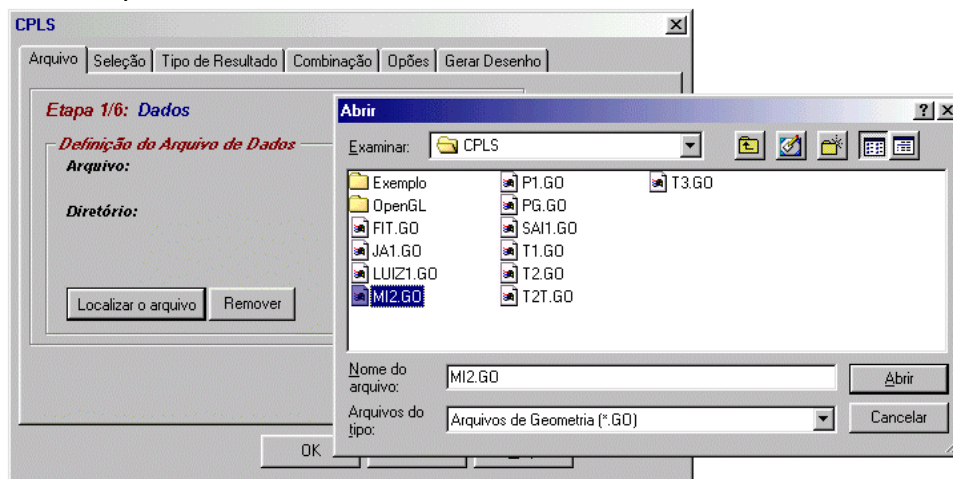 CPLS
Arquivo Seleção Tipo de Resultado Combinação Opões Gerar Desenho
Etapa 1/6: Dados
Definição do Arquivo de Dados
Arquivo:
Diretório:
Localizar o arquivo Remover
OK
Abrir
Examinar: CPLS
Exemplo P1.GO T3.GO
OpenGL PG.GO
FIT.GO SAI1.GO
JA1.GO T1.GO
LUIZ1.GO T2.GO
MI2.GO T2T.GO
Nome do
arquivo: MI2.GO Abrir
Arquivos do
tipo: Arquivos de Geometria (*.GO) Cancelar